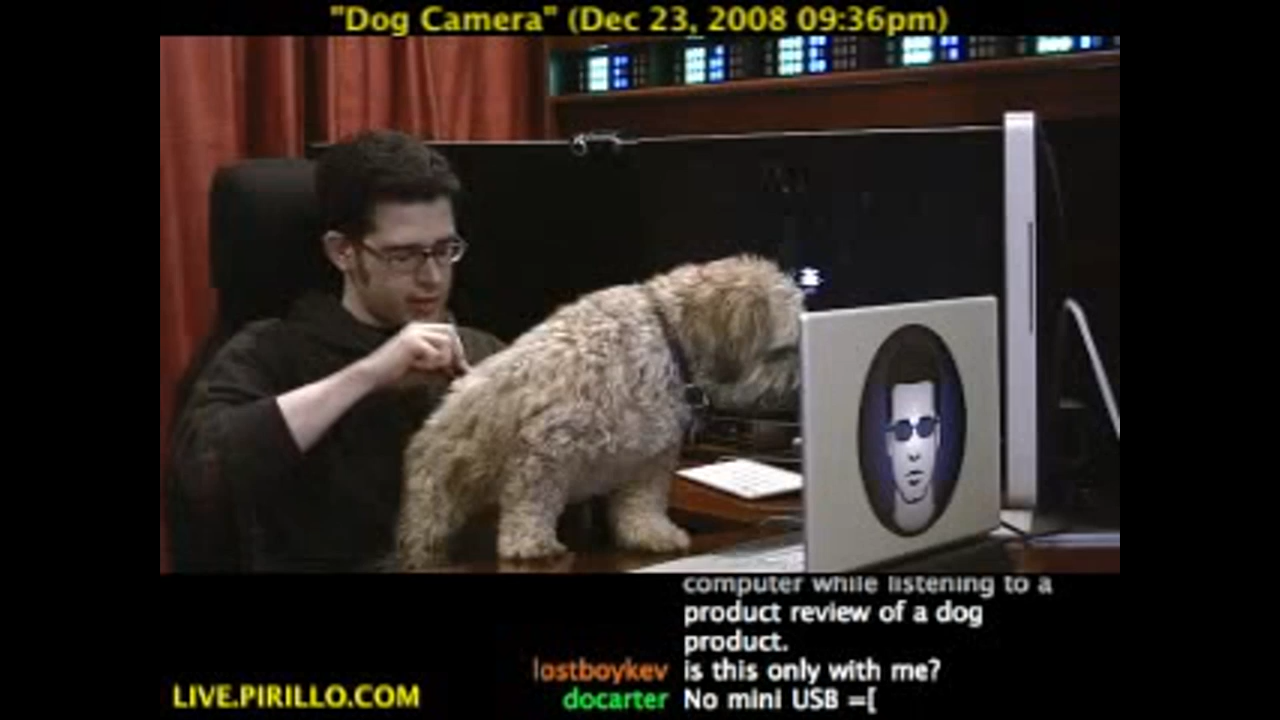 "Dog Camera" (Dec 23, 2008 09:36pm)
computer while listening to a
product review of a dog
product.
lostboykev is this only with me?
docarter No mini USB =[
LIVE.PIRILLO.COM